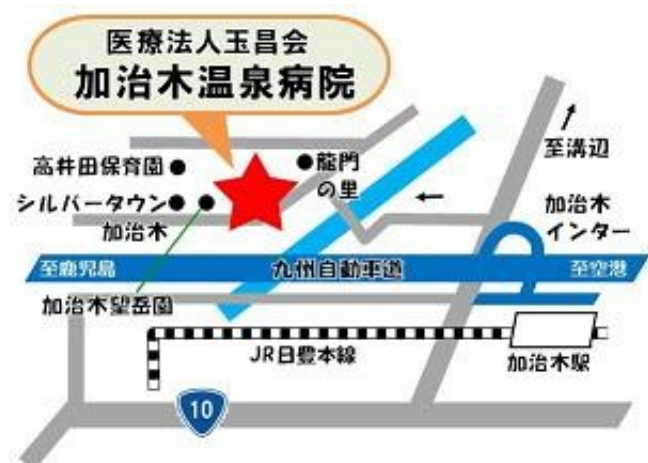 医療法人玉昌会
加治木温泉病院
高井田保育園
龍門
の里
至溝辺
シルバータウン
加治木
加治木
インター
至鹿児島
九州自動車道
至空港
加治木望岳園
JR日豊本線
加治木駅
10